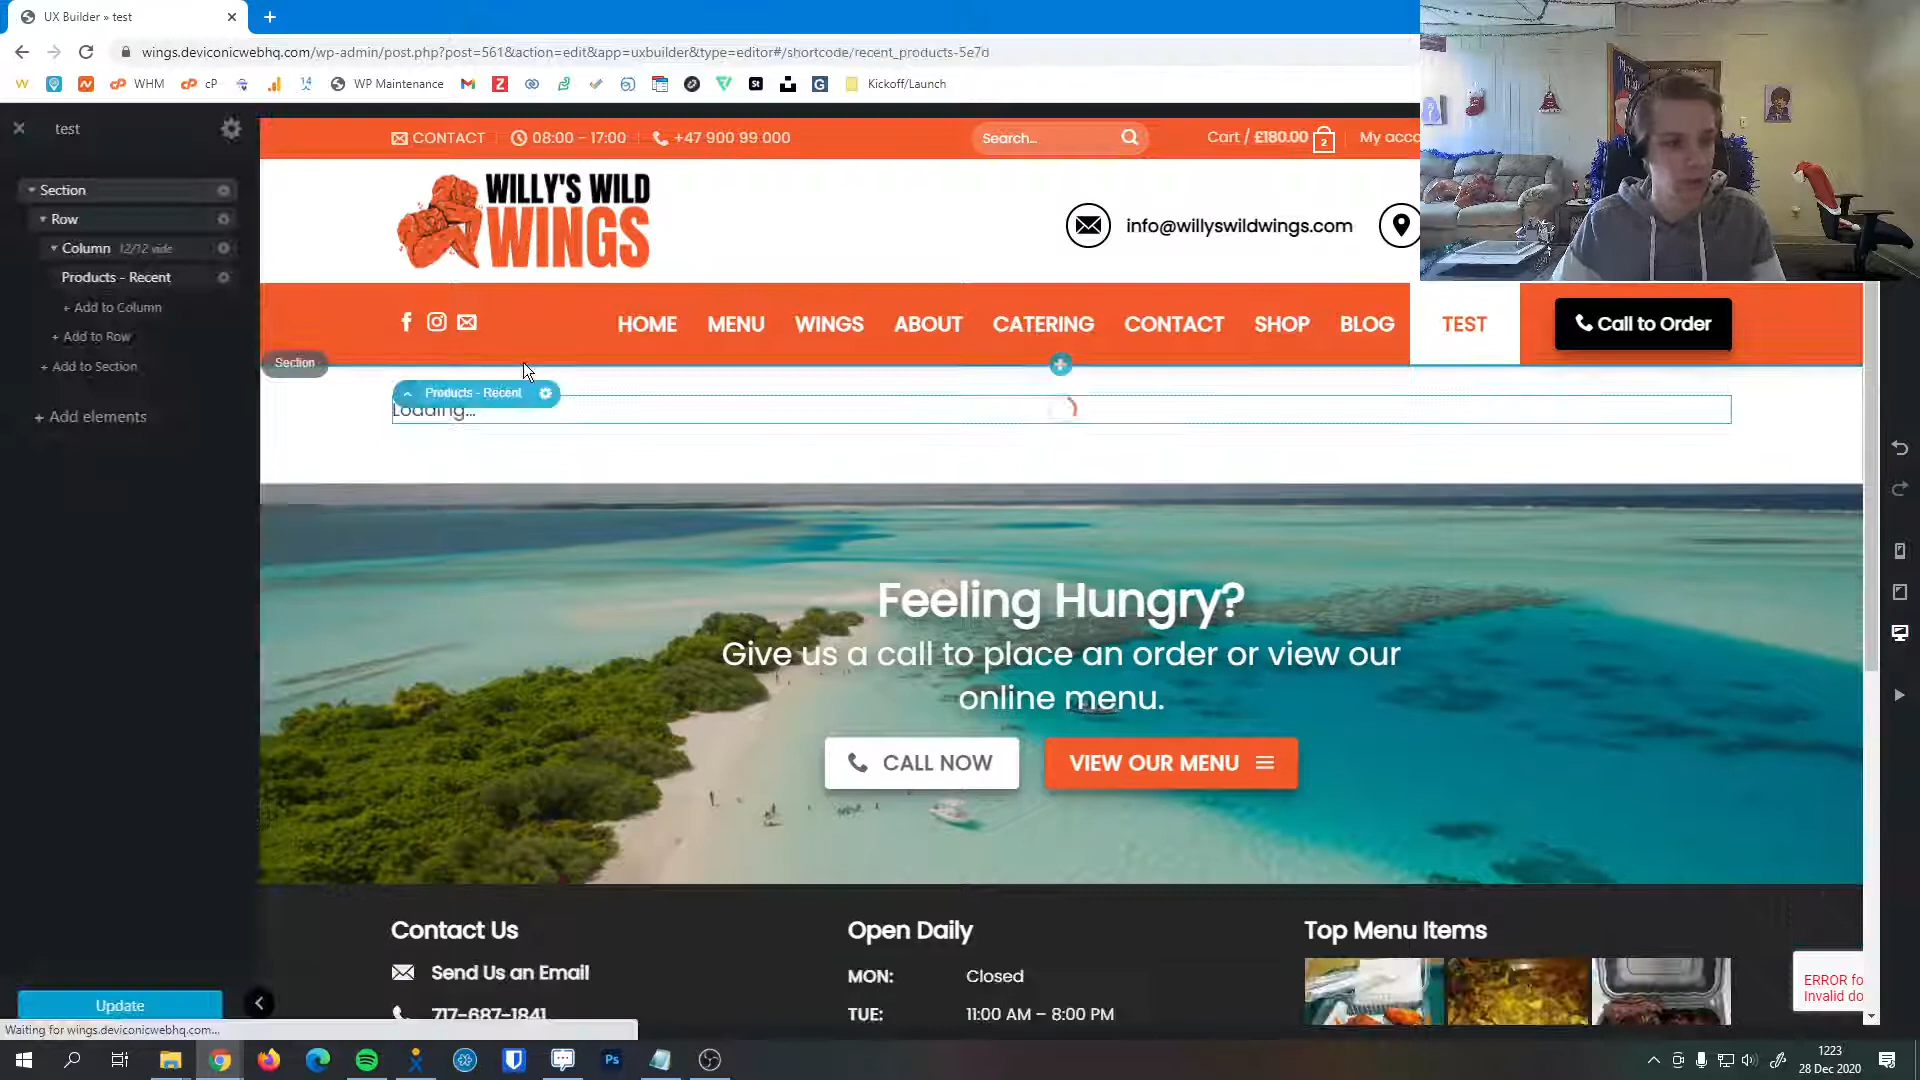 UX Builder » test
wings.deviconicwebhq.com/wp-admin/post.php?post=561&action=edit&app=uxbuilder&type=editor#/shortcode/recent_products-5e7d
WHM
cP
14
WP Maintenance
Kickoff/Launch
test
Section
Row
Column 12/12 wide
Products - Recent
+ Add to Column
+ Add to Row
+ Add to Section
+ Add elements
Update
CONTACT
08:00 - 17:00
+47 900 99 000
Search...
Cart / £180.00
2
My acco
WILLY'S WILD
WINGS
info@willyswildwings.com
HOME
MENU
WINGS
ABOUT
CATERING
CONTACT
SHOP
BLOG
TEST
Call to Order
Section
Products - Recent
Loading...
Feeling Hungry?
Give us a call to place an order or view our
online menu.
CALL NOW
VIEW OUR MENU
Contact Us
Send Us an Email
717-687-1841
Open Daily
MON: Closed
TUE: 11:00 AM – 8:00 PM
Top Menu Items
ERROR fo
Invalid do
Waiting for wings.deviconicwebhq.com...
Ps
1223
28 Dec 2020